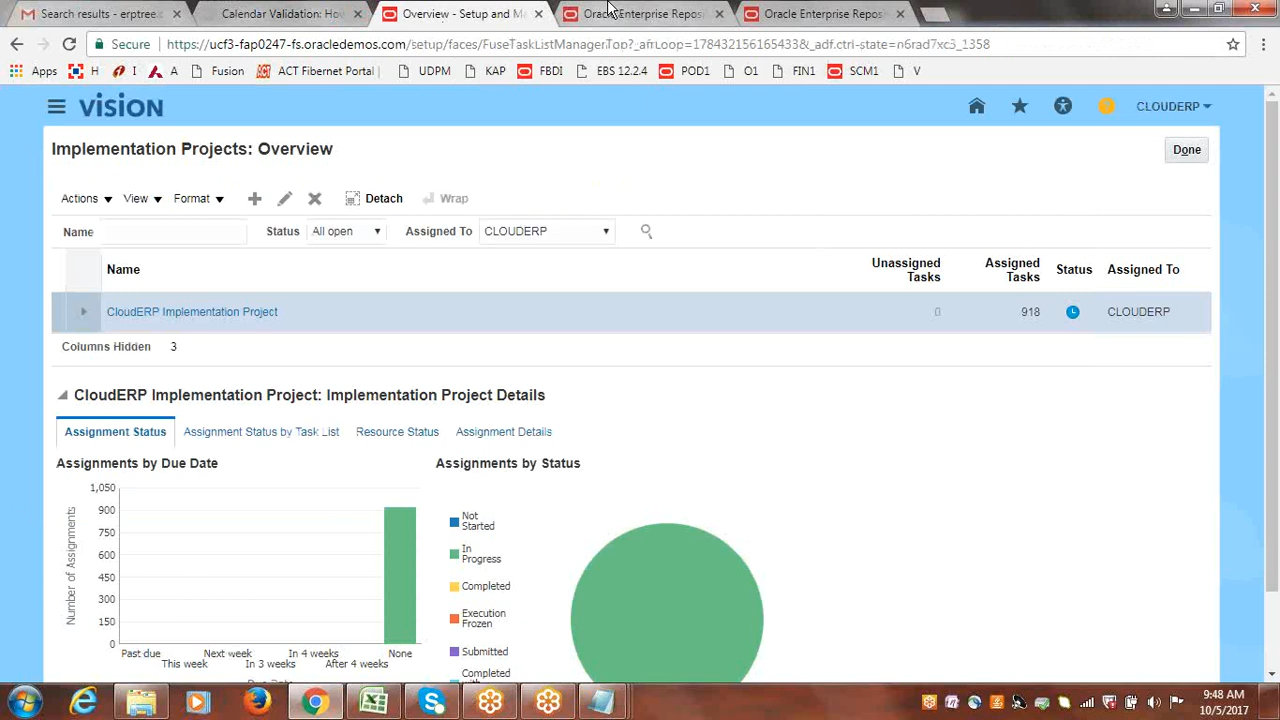 Search results - erptree.
Calendar Validation: How
Overview - Setup and Ma
Oracle Enterprise Repos
Oracle Enterprise Repos
Secure
https://ucf3-fap0247-fs.oracledemos.com/setup/faces/FuseTaskListManagerTop?_afrLoop=1784321561654338&_adf.ctrl-state=n6rad7xc3_1358
Apps H I A Fusion ACT Fibernet Portal UDPM KAP FBDI EBS 12.2.4 POD1 O1 FIN1 SCM1 V
VISION
CLOUDERP
Implementation Projects: Overview
Done
Actions View Format Detach Wrap
Name Status All open Assigned To CLOUDERP
Name Unassigned Tasks Assigned Tasks Status Assigned To
CloudERP Implementation Project 0 918 CLOUDERP
Columns Hidden 3
CloudERP Implementation Project: Implementation Project Details
Assignment Status Assignment Status by Task List Resource Status Assignment Details
Assignments by Due Date
Number of Assignments
1,050
900
750
600
450
300
150
0
Past due
This week
Next week
In 3 weeks
In 4 weeks
After 4 weeks
None
Assignments by Status
Not Started
In Progress
Completed
Execution Frozen
Submitted
Completed
9:48 AM
10/5/2017